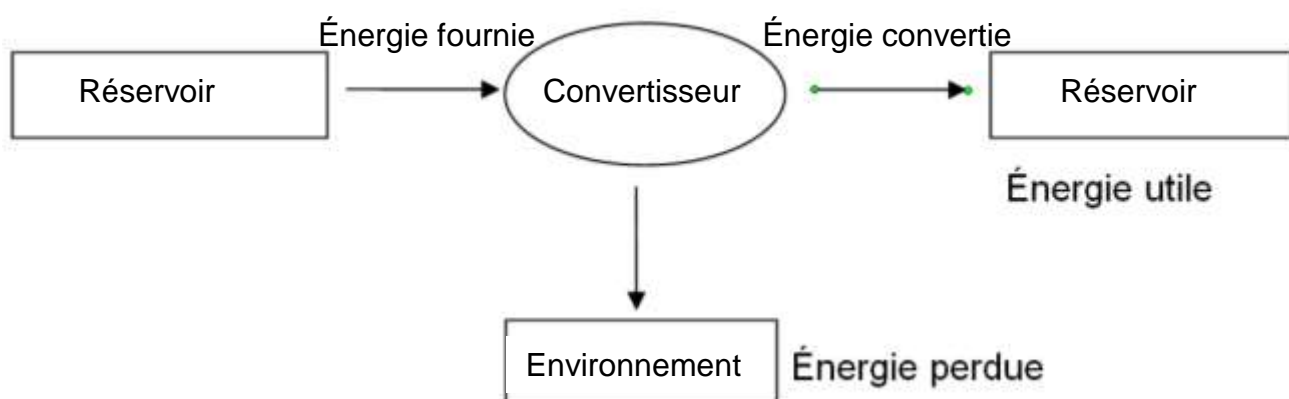 Énergie fournie
Énergie convertie
Réservoir
Convertisseur
Réservoir
Énergie utile
Environnement
Énergie perdue